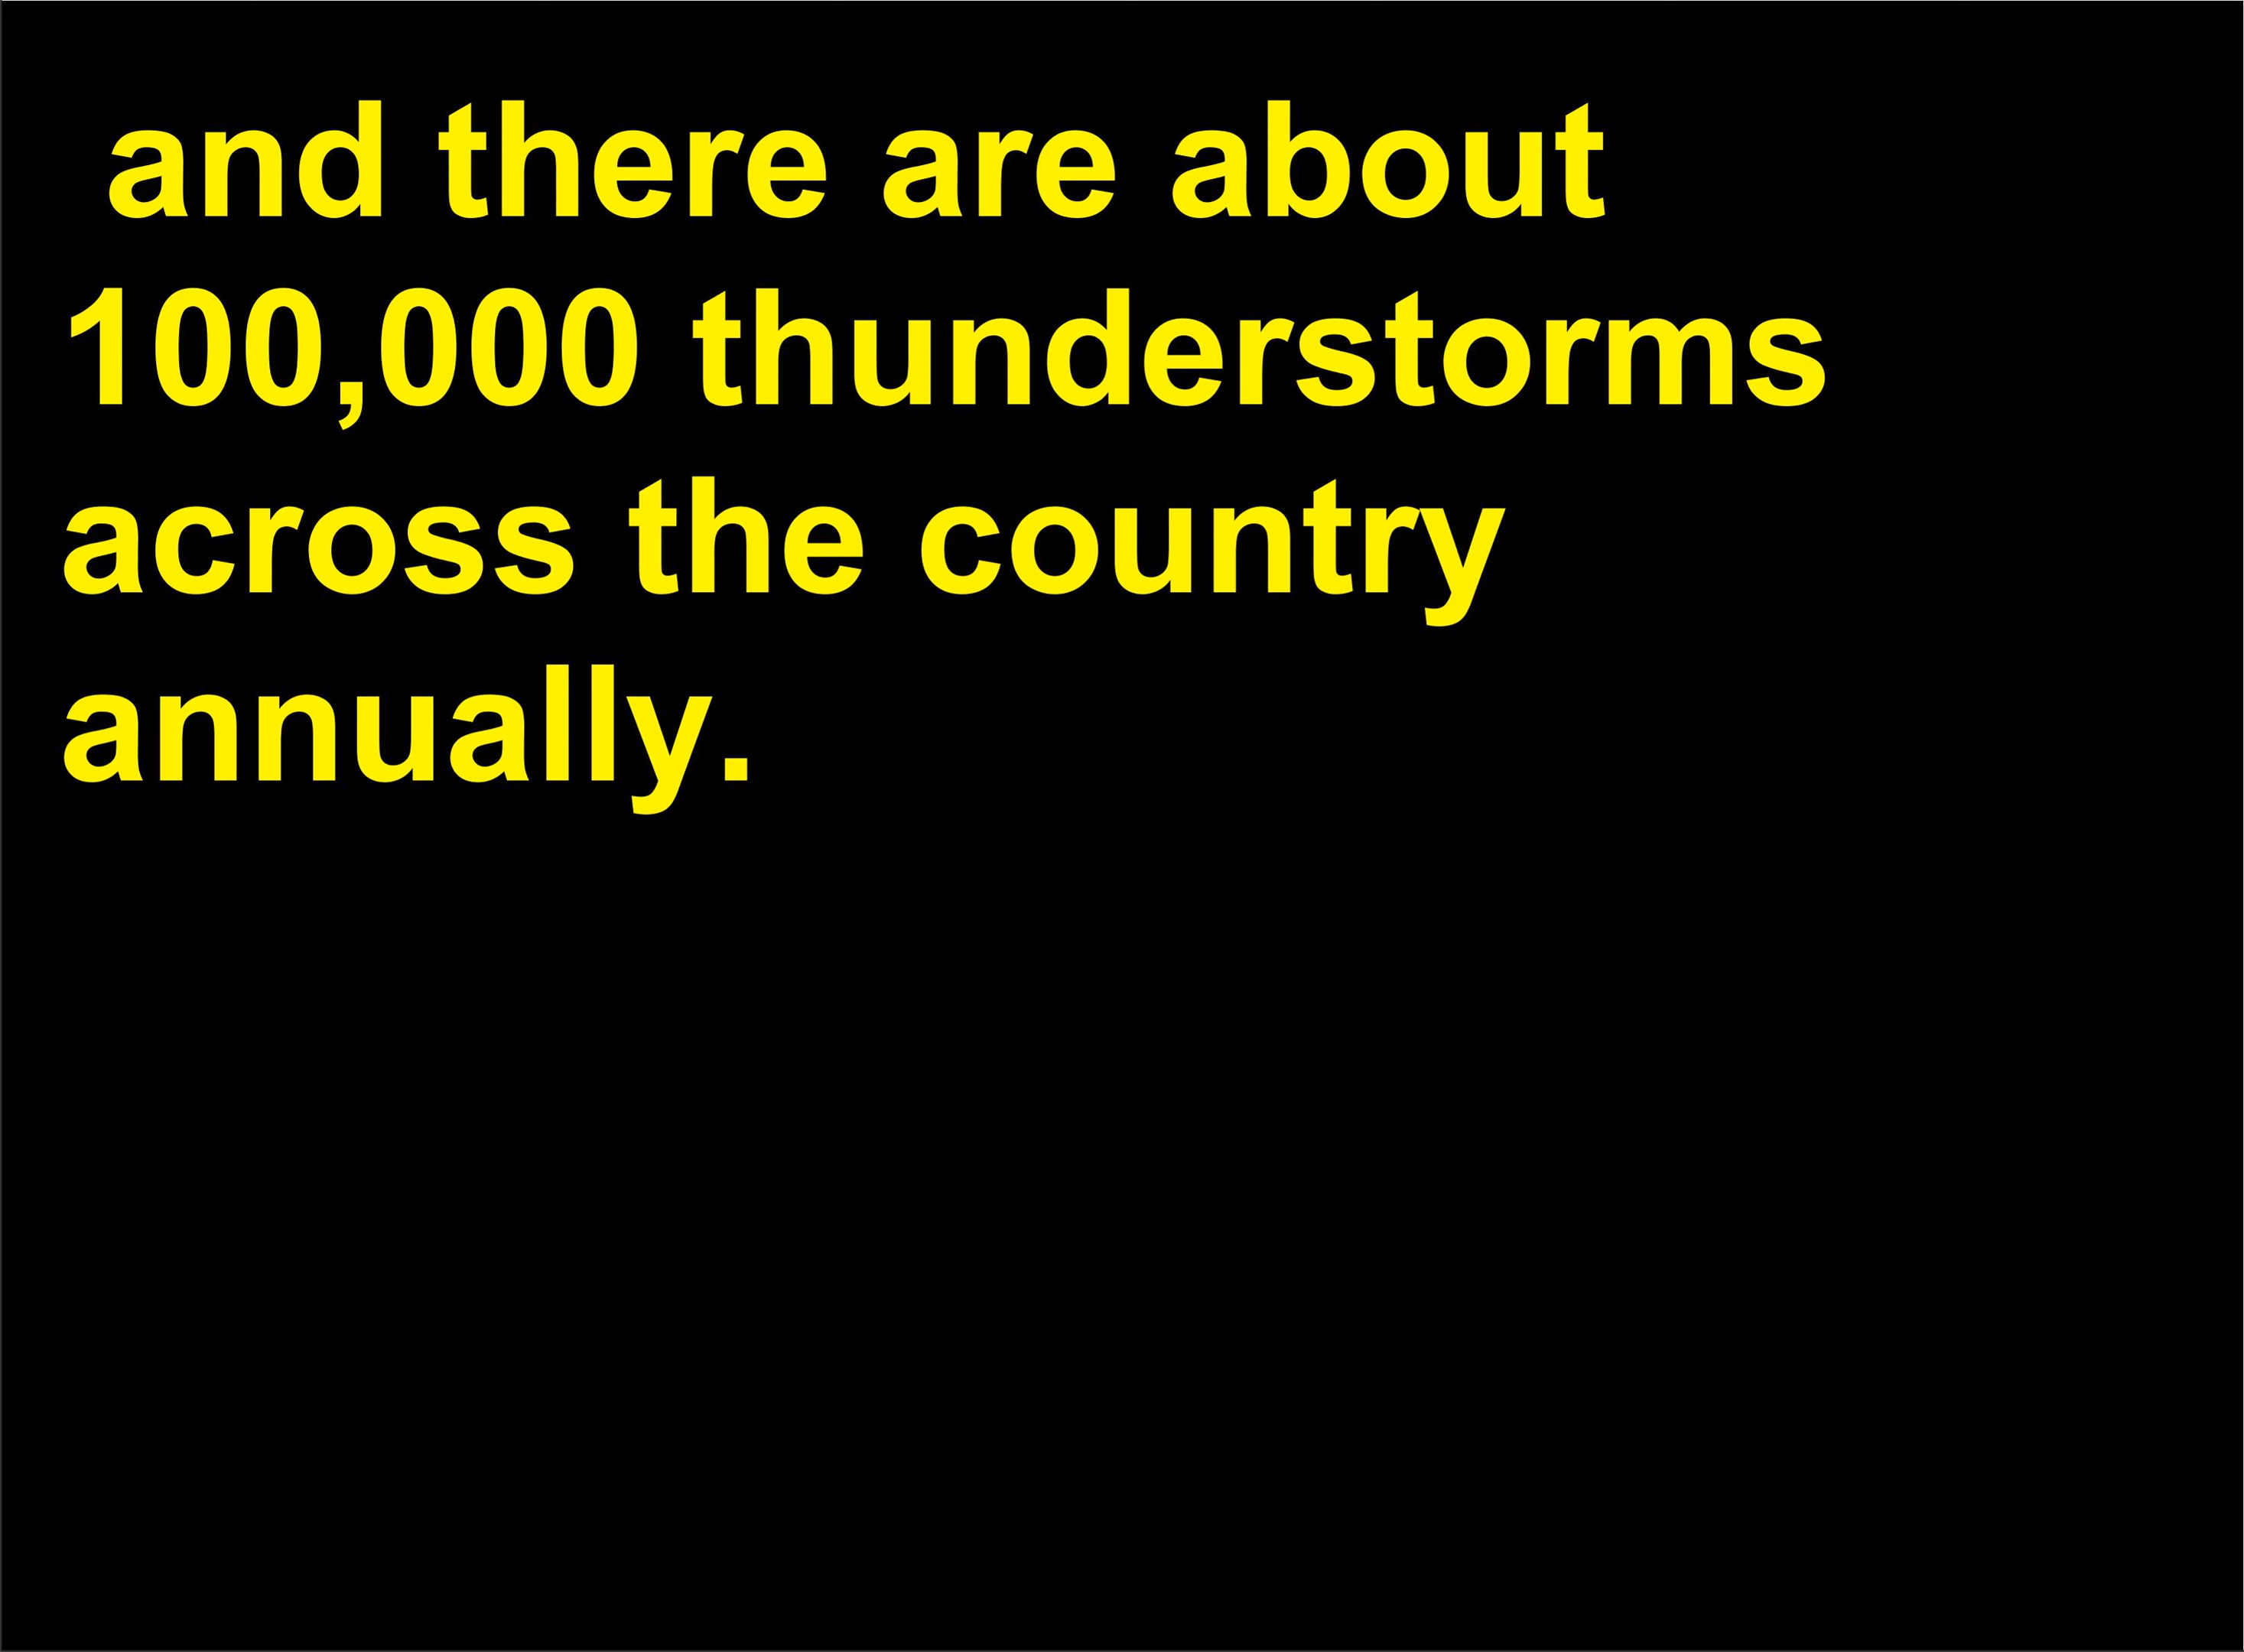 and there are about
100,000 thunderstorms
across the country
annually.